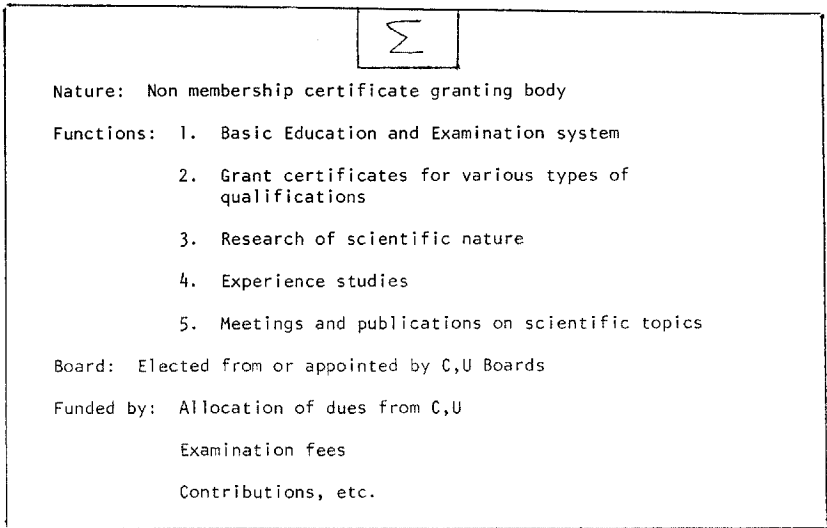 Σ
Nature: Non membership certificate granting body
Functions: 1. Basic Education and Examination system
2. Grant certificates for various types of
qualifications
3. Research of scientific nature
4. Experience studies
5. Meetings and publications on scientific topics
Board: Elected from or appointed by C,U Boards
Funded by: Allocation of dues from C,U
Examination fees
Contributions, etc.